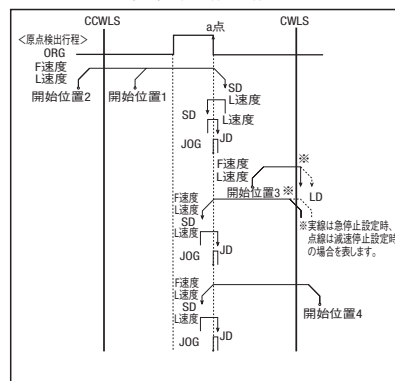 CCWLS
CWLS
<原点検出行程>
a点
ORG
F速度
L速度
開始位置2
開始位置1
SD
L速度
SD
L速度
JOG
JD
F速度
L速度
※
開始位置3
※
LD
F速度
L速度
SD
L速度
JOG
JD
※実線は急停止設定時、
点線は減速停止設定時
の場合を表します。
F速度
L速度
SD
L速度
開始位置4
JOG
JD